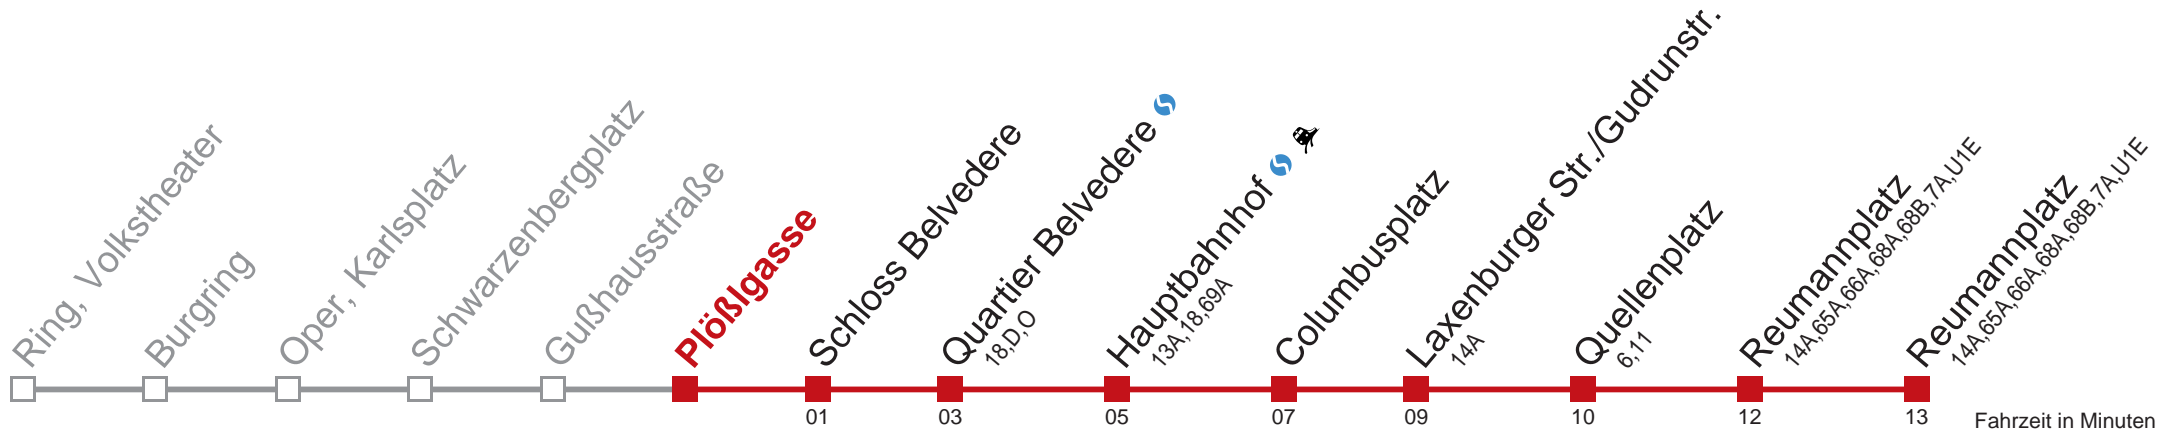 Ring, Volkstheater
Burgring
Oper, Karlsplatz
Schwarzenbergplatz
Gußhausstraße
Plößlgasse
Schloss Belvedere
Quartier Belvedere
18,D,O
Hauptbahnhof
13A,18,69A
Columbusplatz
Laxenburger Str./Gudrunstr.
14A
Quellenplatz
6,11
Reumannplatz
14A,65A,66A,68A,68B,7A,U1E
Reumannplatz
14A,65A,66A,68A,68B,7A,U1E
01 03 05 07 09 10 12 13 Fahrzeit in Minuten